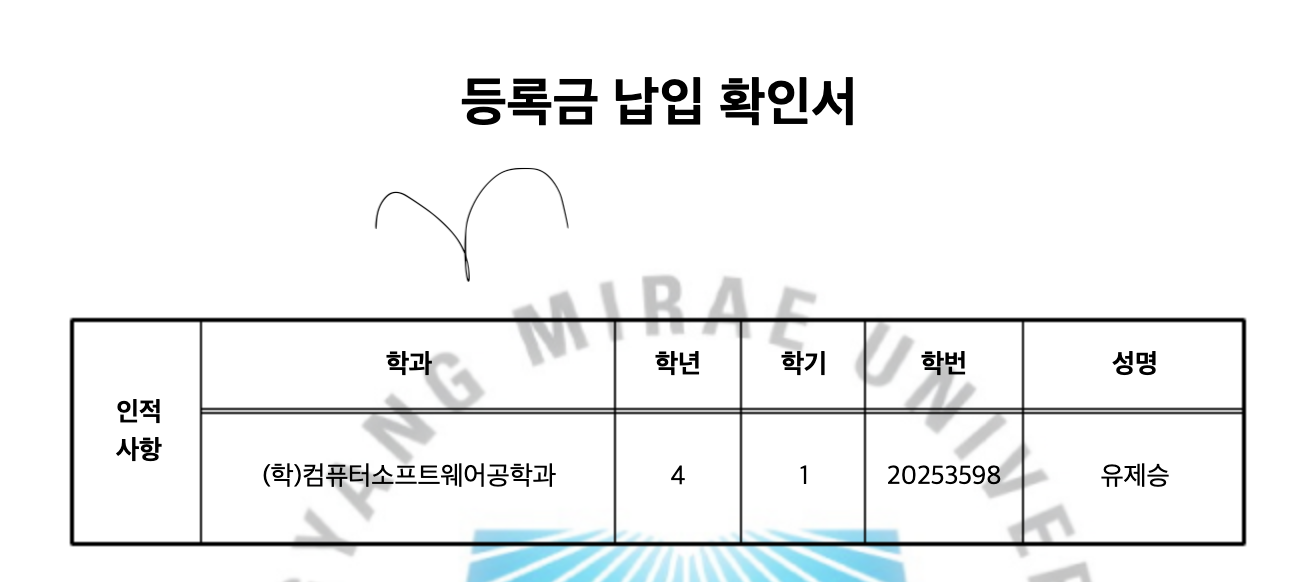 등록금 납입 확인서
YANG MIRAE UNIVER
인적
사항
학과 학년 학기 학번 성명
(학)컴퓨터소프트웨어공학과 4 1 20253598 유제승